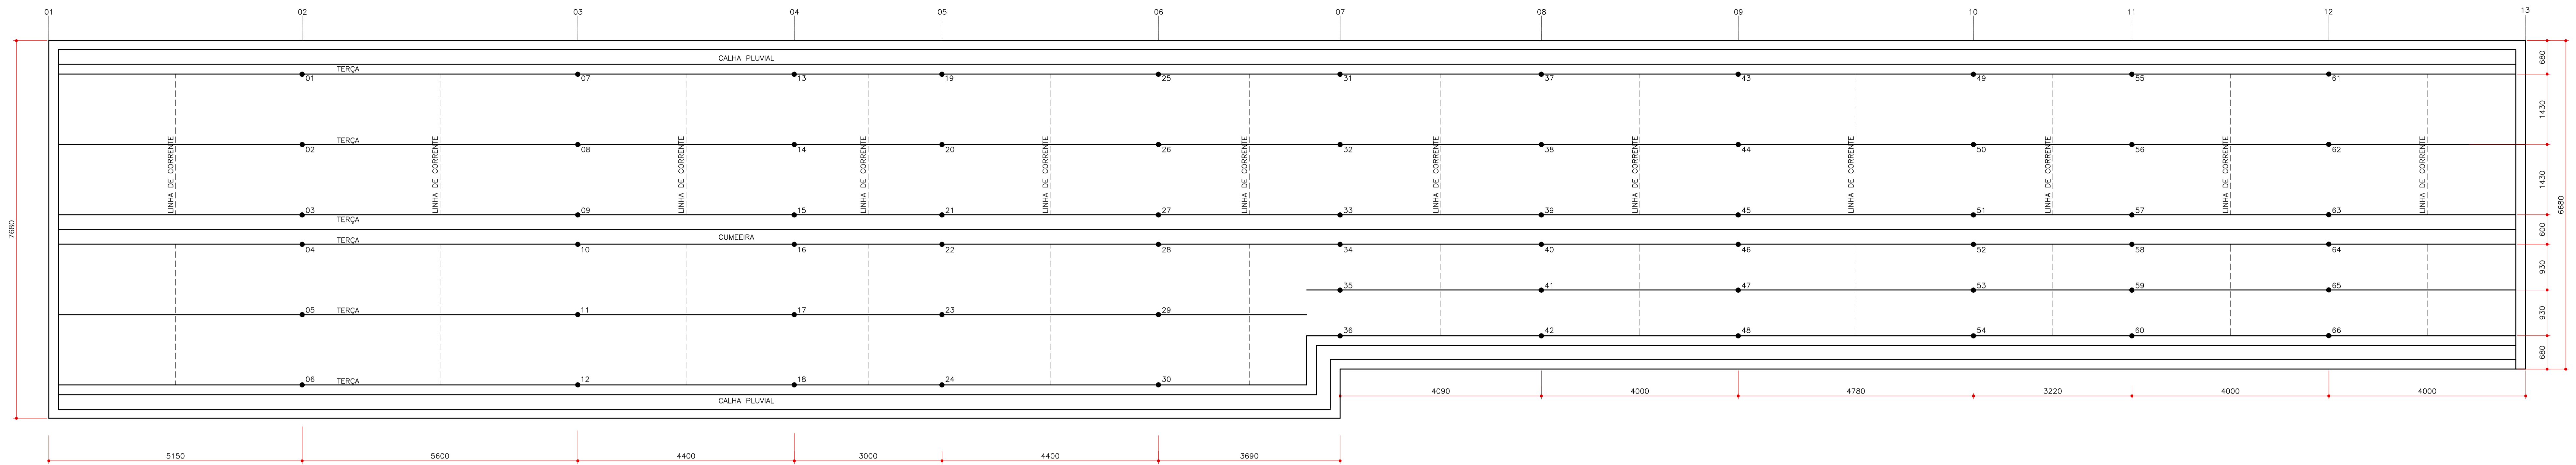 01 02 03 04 05 06 07 08 09 10 11 12 13
CALHA PLUVIAL
680
TERÇA
01 07 13 19 25 31 37 43 49 55 61
1430
TERÇA
02 08 14 20 26 32 38 44 50 56 62
LINHA DE CORRENTE LINHA DE CORRENTE LINHA DE CORRENTE LINHA DE CORRENTE LINHA DE CORRENTE LINHA DE CORRENTE LINHA DE CORRENTE LINHA DE CORRENTE LINHA DE CORRENTE LINHA DE CORRENTE LINHA DE CORRENTE LINHA DE CORRENTE
1430
6680
03 09 15 21 27 33 39 45 51 57 63
TERÇA
7680
600
CUMEEIRA
TERÇA
04 10 16 22 28 34 40 46 52 58 64
930
35 41 47 53 59 65
05 TERÇA 11 17 23 29
930
36 42 48 54 60 66
680
06 TERÇA 12 18 24 30
4090 4000 4780 3220 4000 4000
CALHA PLUVIAL
5150 5600 4400 3000 4400 3690